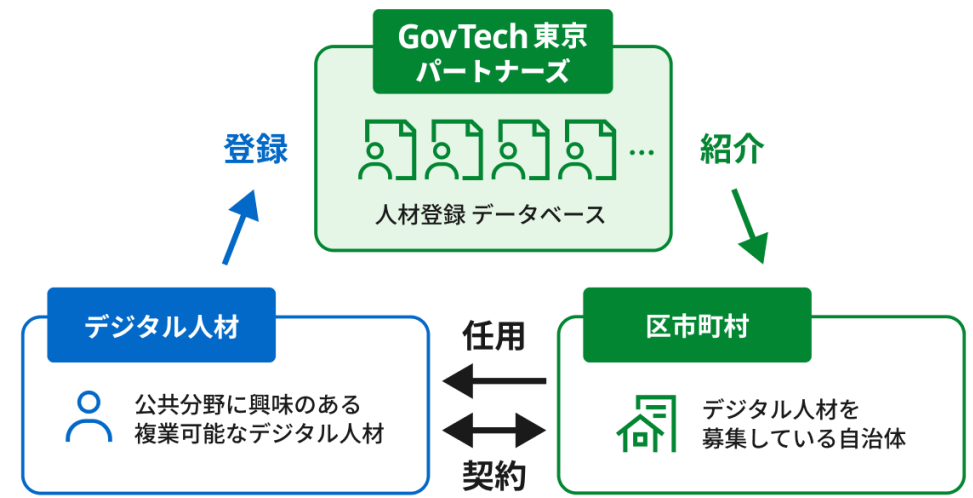 GovTech東京
パートナーズ
登録
紹介
…
人材登録 データベース
デジタル人材
公共分野に興味のある
複業可能なデジタル人材
任用
契約
区市町村
デジタル人材を
募集している自治体